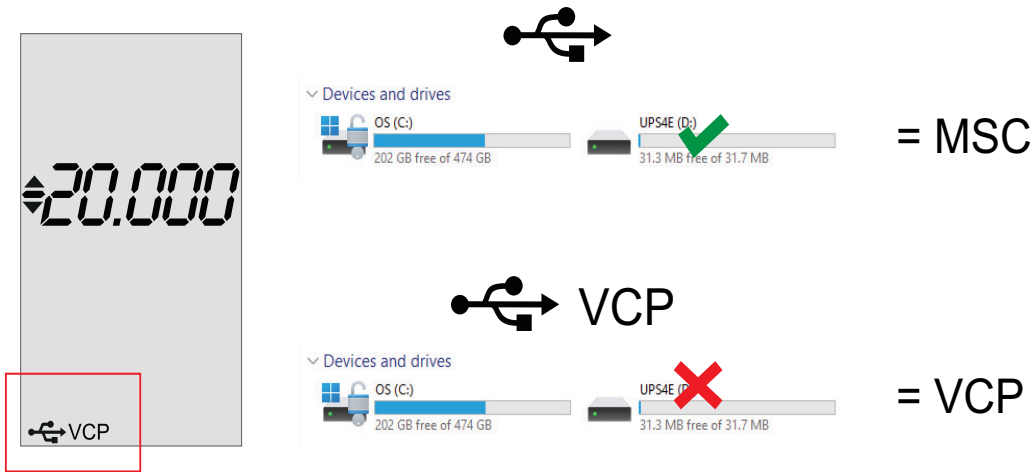 20.000
VCP
Devices and drives
OS (C:)
202 GB free of 474 GB
UPS4E (D:)
31.3 MB free of 31.7 MB
= MSC
VCP
Devices and drives
OS (C:)
202 GB free of 474 GB
UPS4E
31.3 MB free of 31.7 MB
= VCP